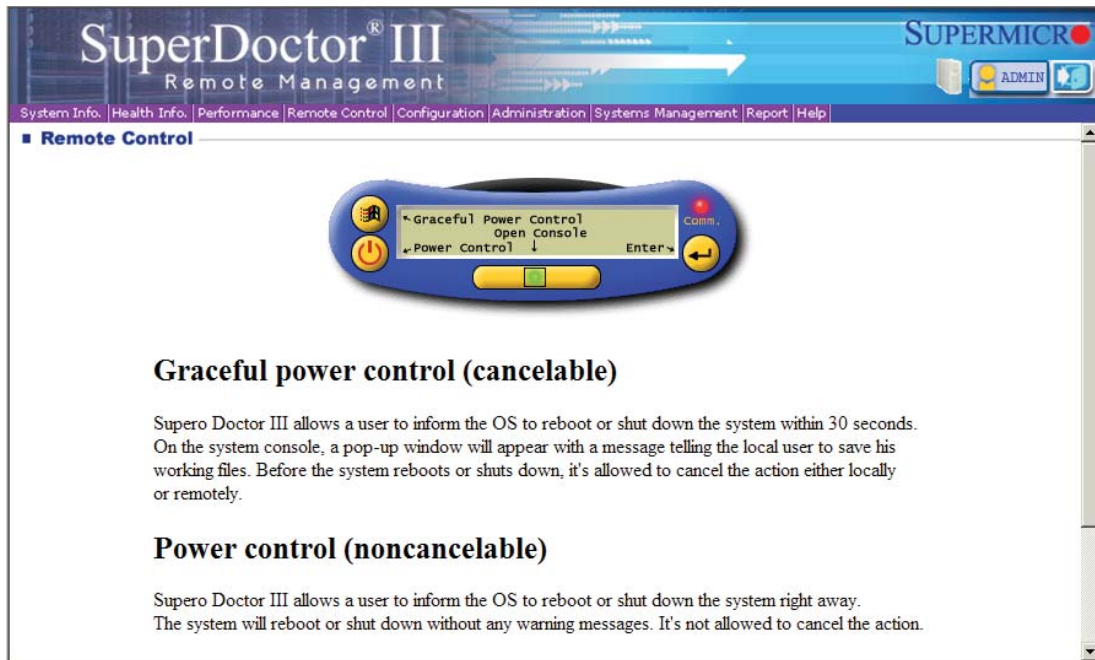 SuperDoctor® III
Remote Management
SUPERMICR
ADMIN
System Info. Health Info. Performance Remote Control Configuration Administration Systems Management Report Help
Remote Control
Graceful Power Control
Open Console
Power Control ↓ Enter
Comm.
Graceful power control (cancelable)
Supero Doctor III allows a user to inform the OS to reboot or shut down the system within 30 seconds.
On the system console, a pop-up window will appear with a message telling the local user to save his
working files. Before the system reboots or shuts down, it's allowed to cancel the action either locally
or remotely.
Power control (noncancelable)
Supero Doctor III allows a user to inform the OS to reboot or shut down the system right away.
The system will reboot or shut down without any warning messages. It's not allowed to cancel the action.